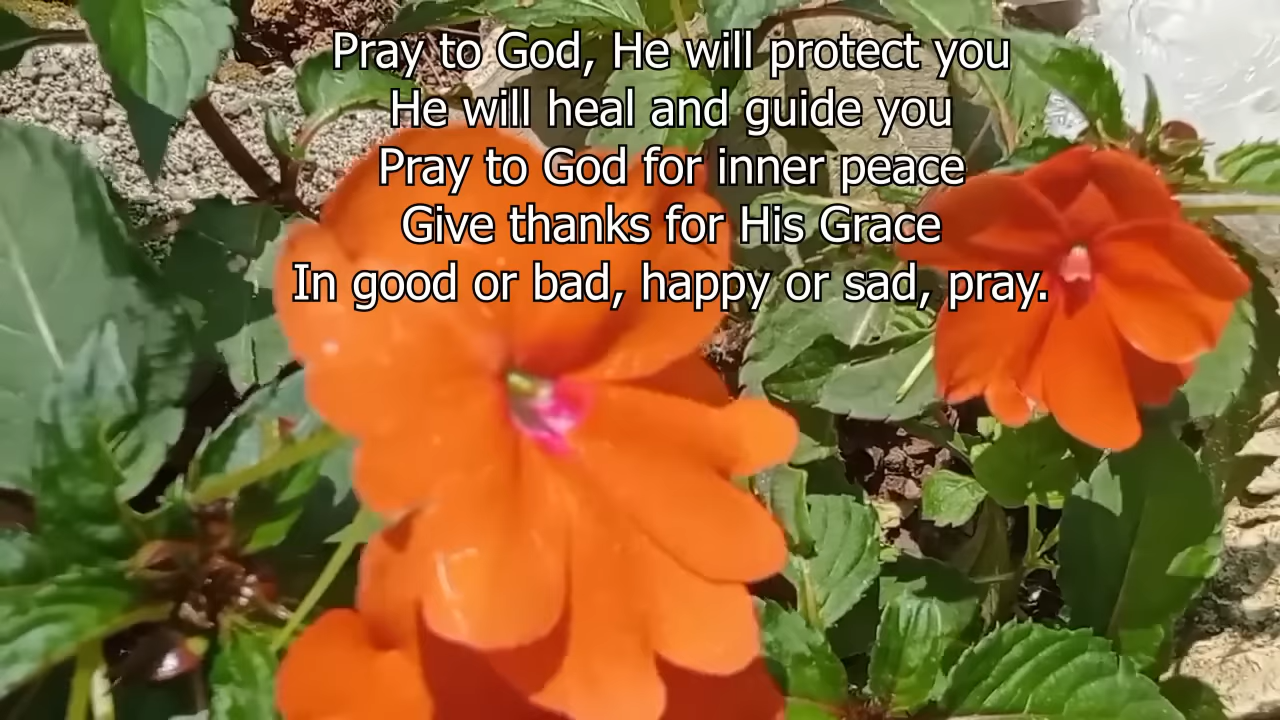 Pray to God, He will protect you
He will heal and guide you
Pray to God for inner peace
Give thanks for His Grace
In good or bad, happy or sad, pray.